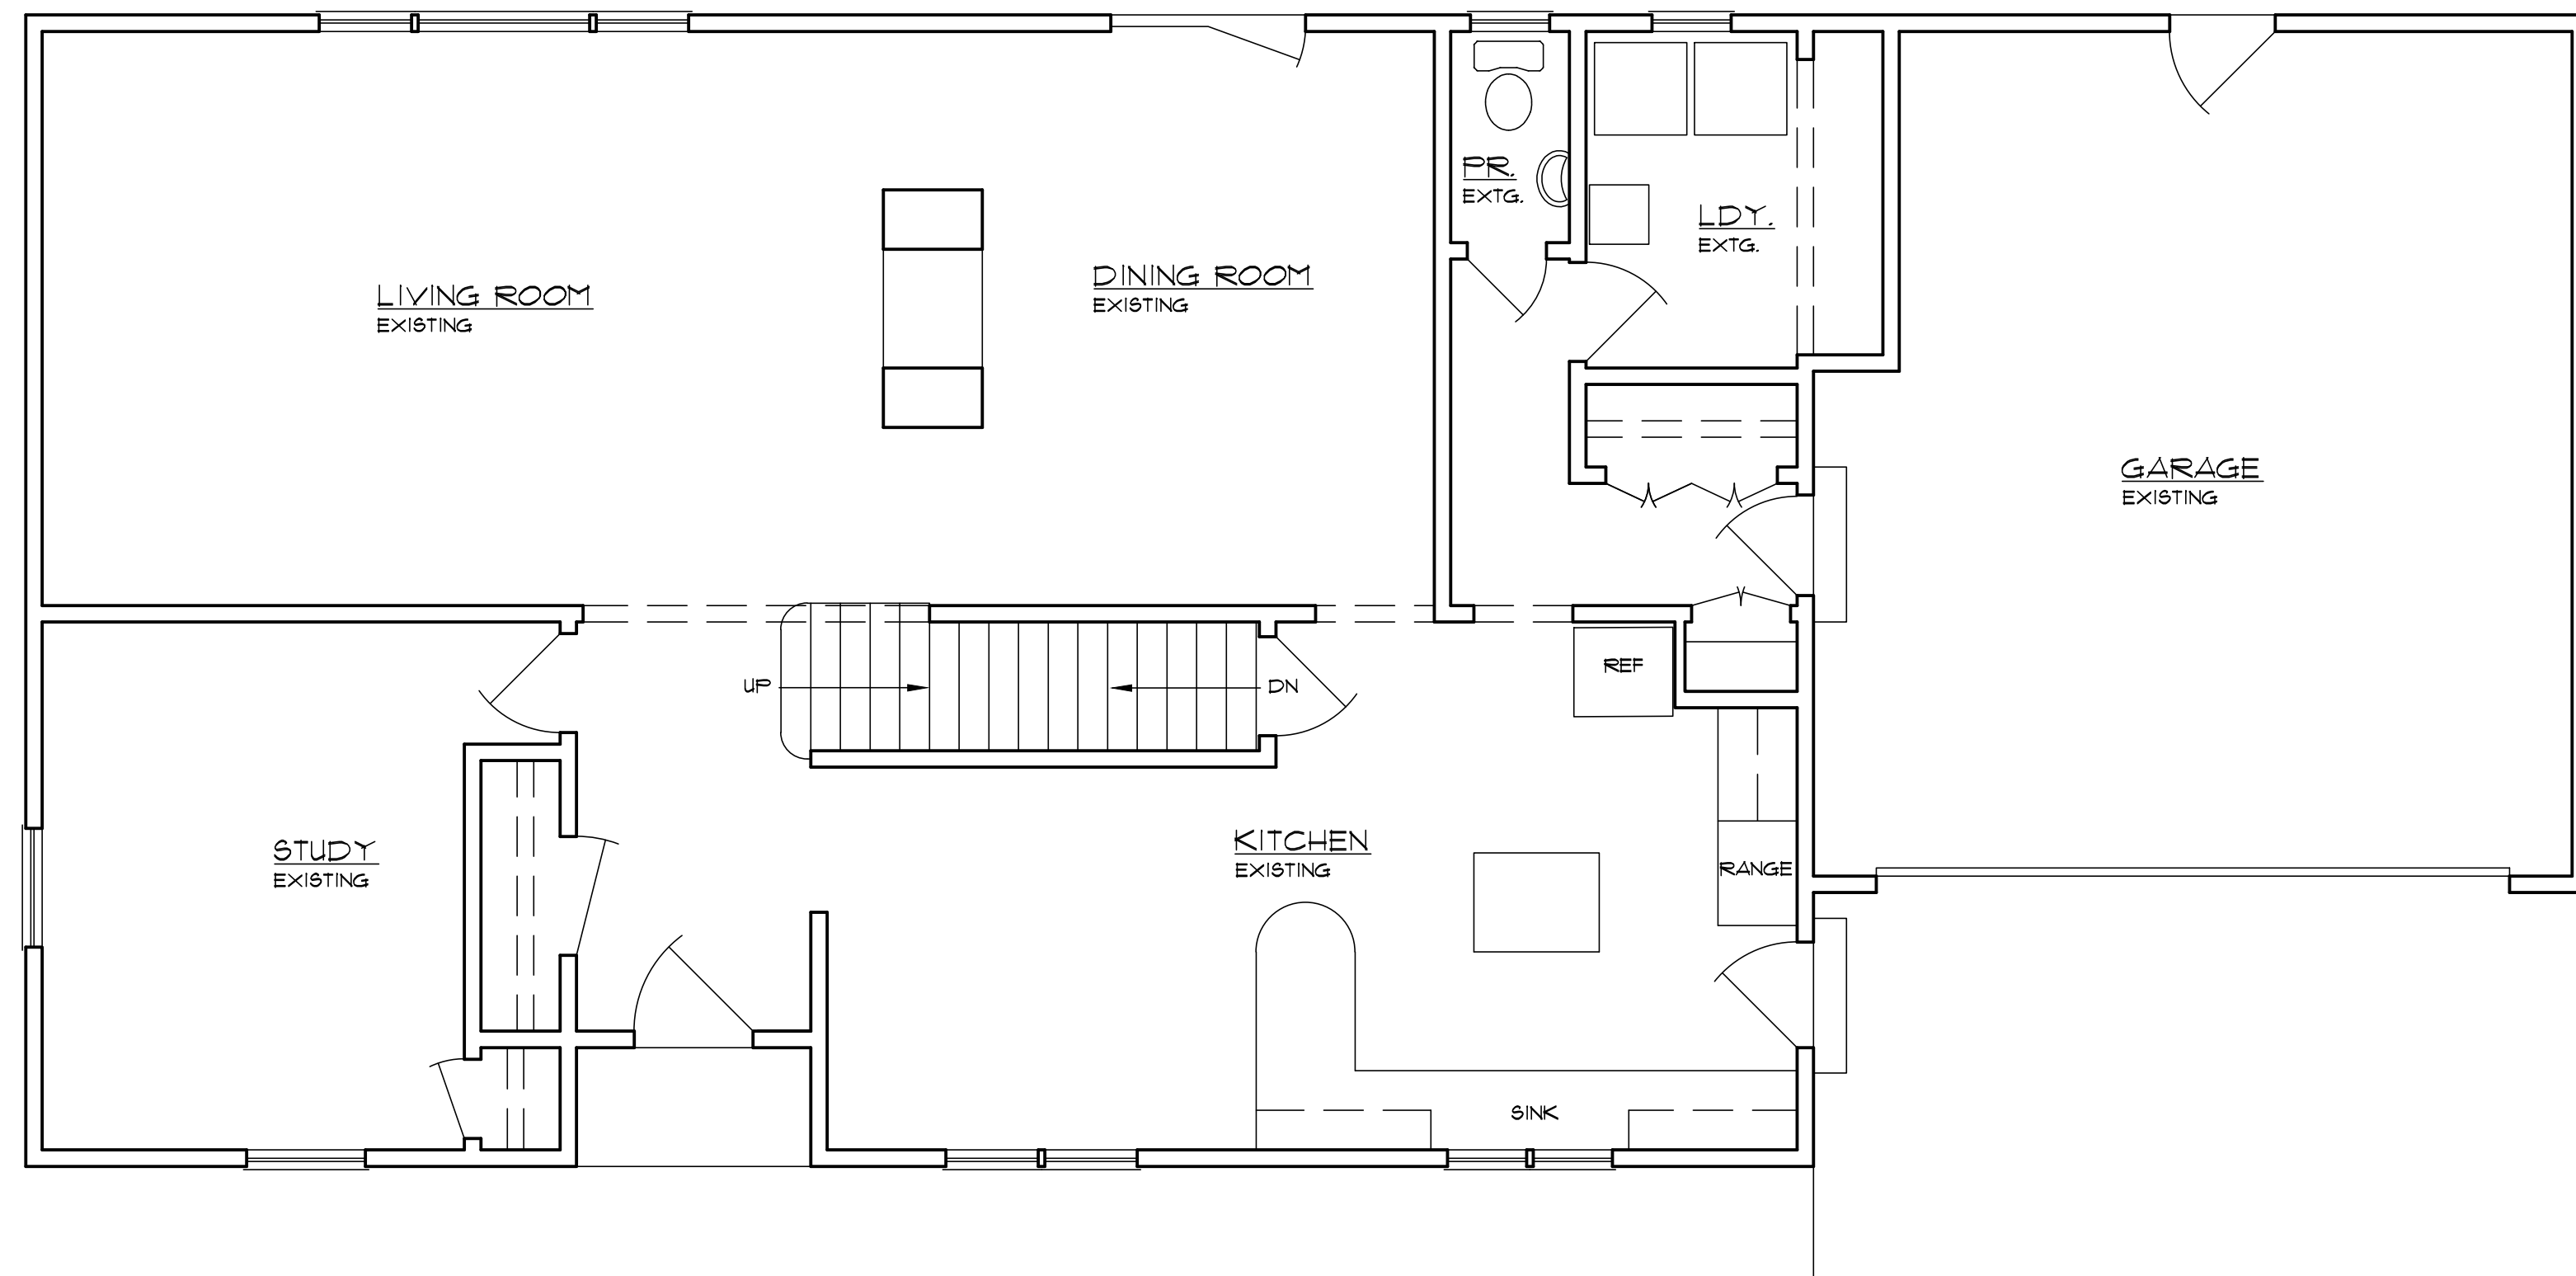 PR.
EXTG.
LDY.
EXTG.
LIVING ROOM
EXISTING
DINING ROOM
EXISTING
GARAGE
EXISTING
UP
DN
REF
STUDY
EXISTING
KITCHEN
EXISTING
RANGE
SINK